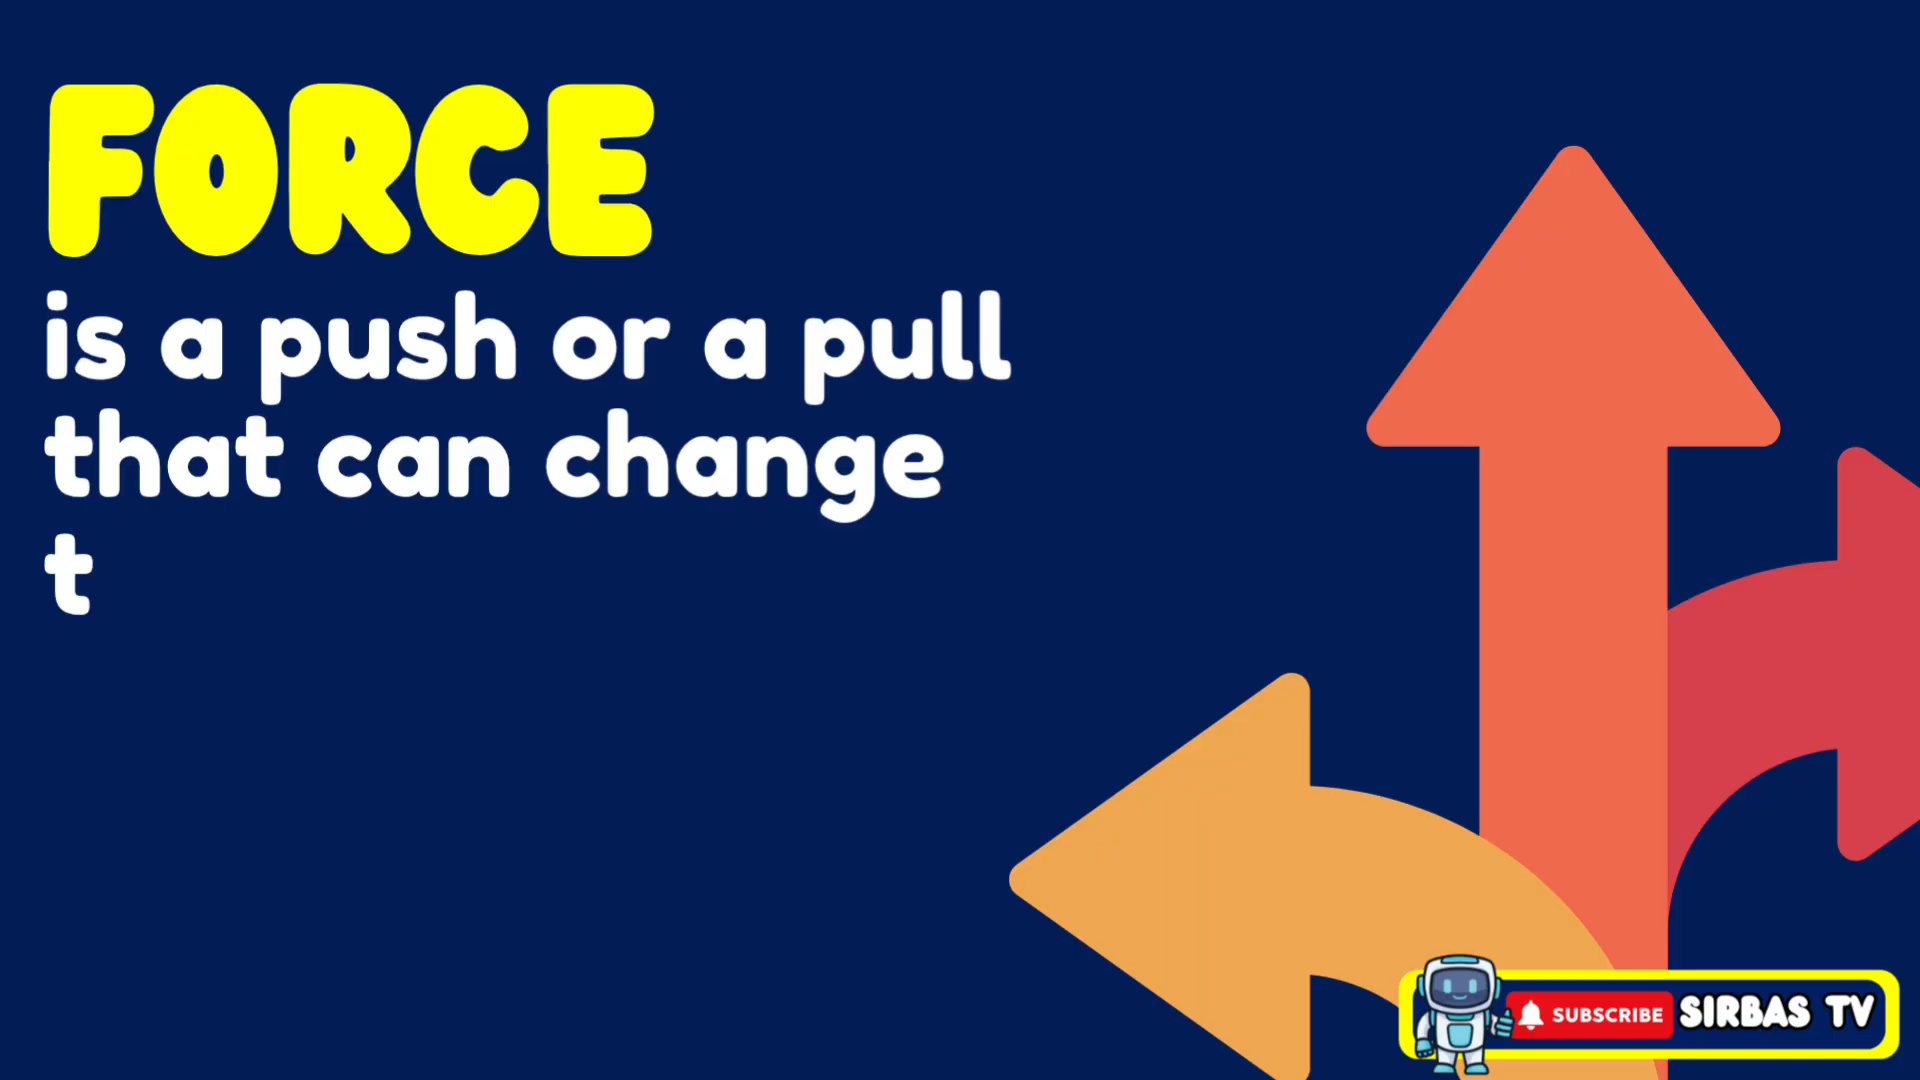 FORCE
is a push or a pull
that can change
t
SUBSCRIBE SIRBAS TV